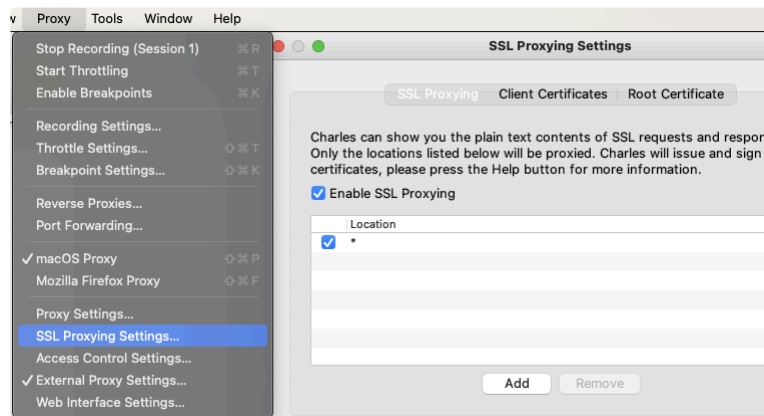 Proxy Tools Window Help
Stop Recording (Session 1) ⌘ R
Start Throttling ⌘ T
Enable Breakpoints ⌘ K
Recording Settings...
Throttle Settings... ⇧ ⌘ T
Breakpoint Settings... ⇧ ⌘ K
Reverse Proxies...
Port Forwarding...
✓ macOS Proxy ⇧ ⌘ P
Mozilla Firefox Proxy ⇧ ⌘ F
Proxy Settings...
SSL Proxying Settings...
Access Control Settings...
✓ External Proxy Settings...
Web Interface Settings...
SSL Proxying Settings
SSL Proxying Client Certificates Root Certificate
Charles can show you the plain text contents of SSL requests and respor
Only the locations listed below will be proxied. Charles will issue and sign
certificates, please press the Help button for more information.
Enable SSL Proxying
Location
*
Add Remove